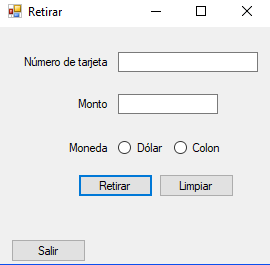 Retirar
Número de tarjeta
Monto
Moneda Dólar Colon
Retirar Limpiar
Salir